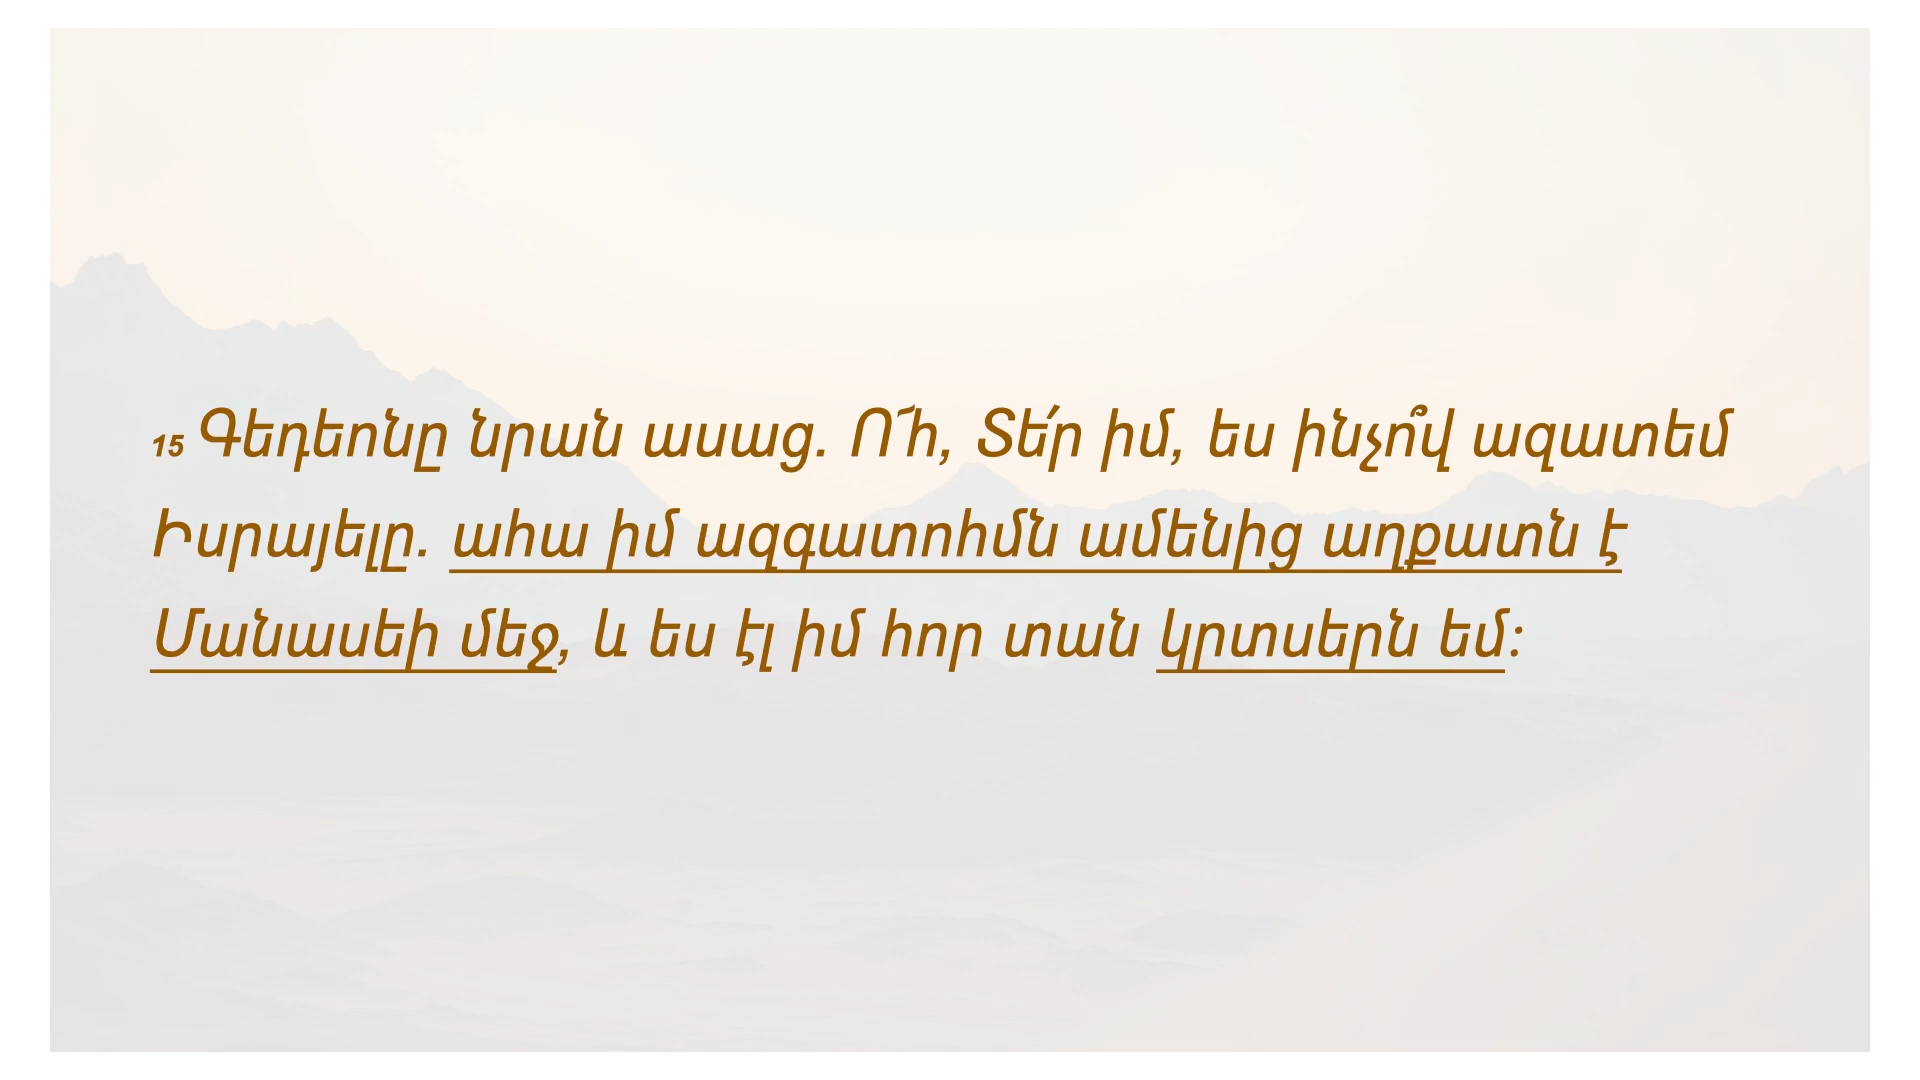 15 Գեդեոնը նրան ասաց. Ո՜հ, Տե՛ր իմ, ես ինչո՞վ ազատեմ
Իսրայելը. ահա իմ ազգատոհմն ամենից աղքատն է
Մանասեի մեջ, և ես էլ իմ հոր տան կրտսերն եմ: